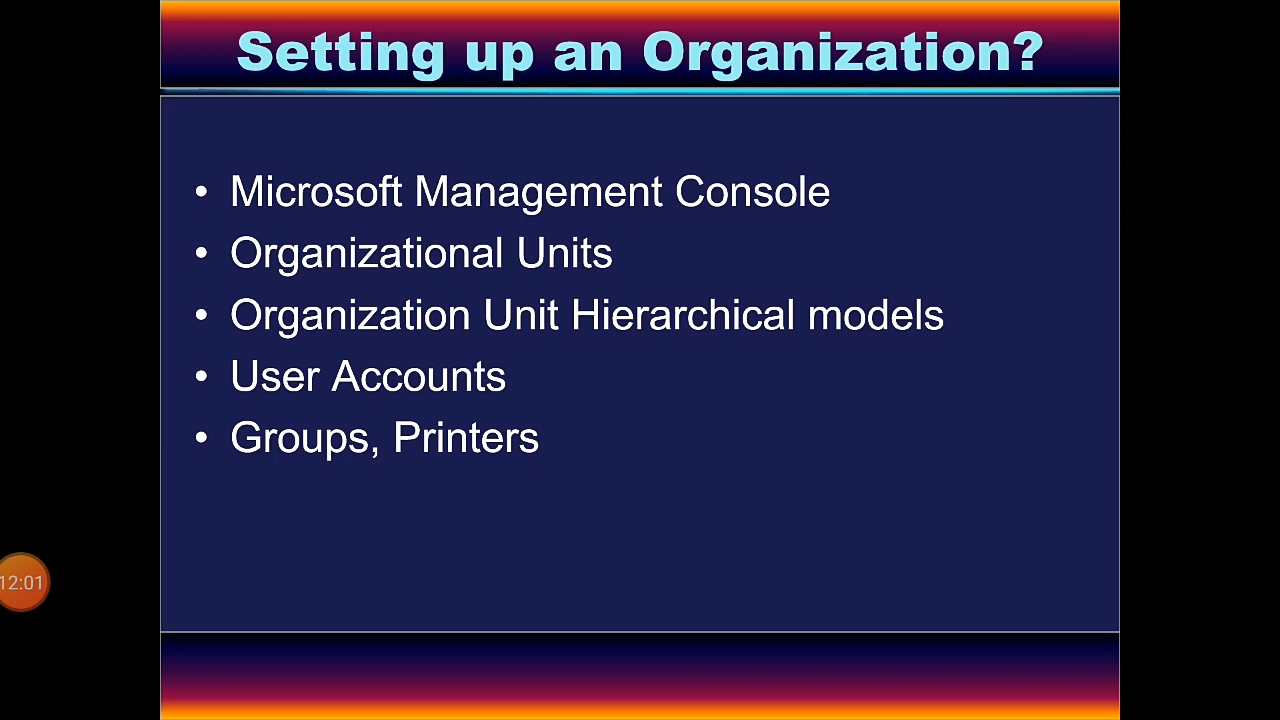 Setting up an Organization?
• Microsoft Management Console
• Organizational Units
• Organization Unit Hierarchical models
• User Accounts
• Groups, Printers
12:01